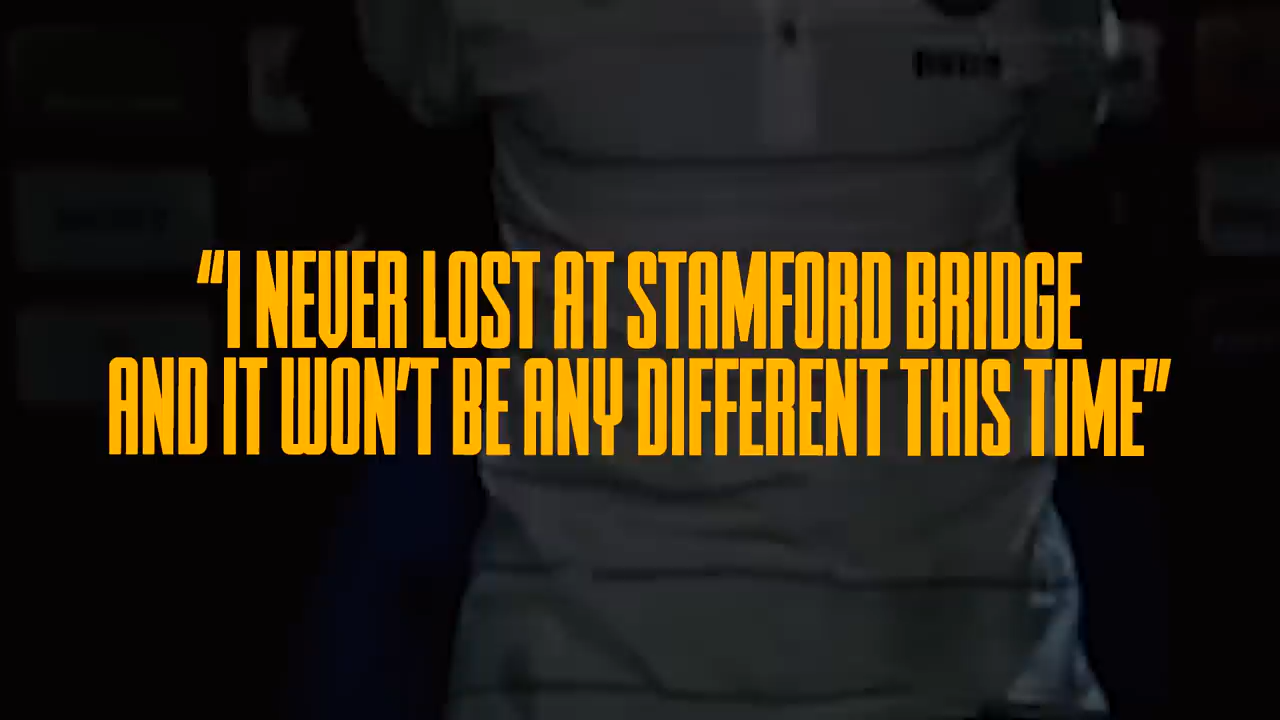 “I NEVER LOST AT STAMFORD BRIDGE
AND IT WON'T BE ANY DIFFERENT THIS TIME”